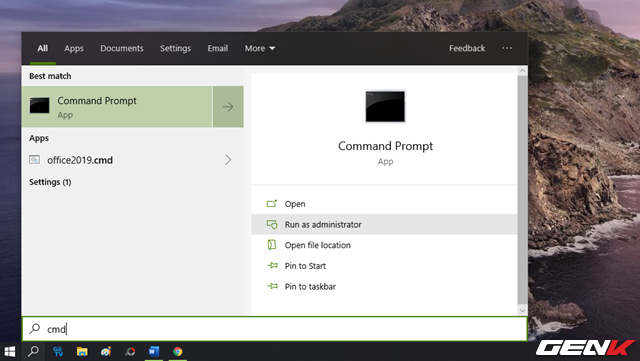 All Apps Documents Settings Email More Feedback ...
Best match
Command Prompt
App
Apps
office2019.cmd
Settings (1)
Command Prompt
App
Open
Run as administrator
Open file location
Pin to Start
Pin to taskbar
cmd
GENK